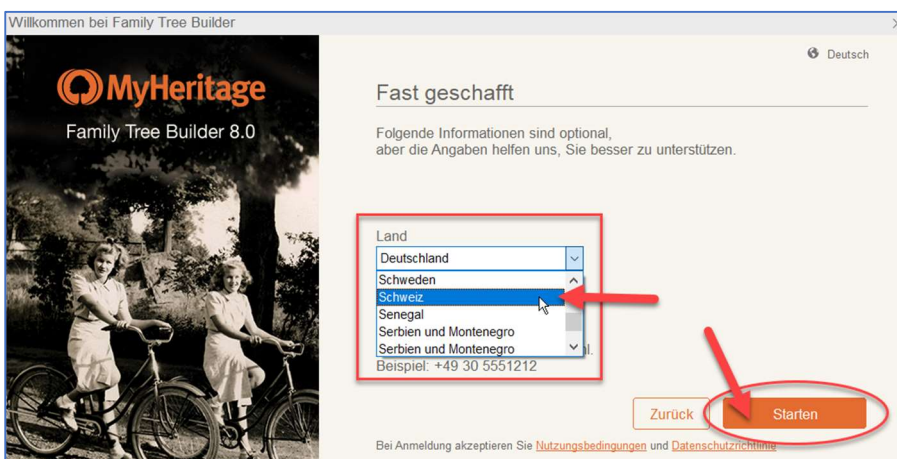 Willkommen bei Family Tree Builder
Deutsch
MyHeritage
Family Tree Builder 8.0
Fast geschafft
Folgende Informationen sind optional,
aber die Angaben helfen uns, Sie besser zu unterstützen.
Land
Deutschland
Schweden
Schweiz
Senegal
Serbien und Montenegro
Serbien und Montenegro
Beispiel: +49 30 5551212
Zurück
Starten
Bei Anmeldung akzeptieren Sie Nutzungsbedingungen und Datenschutzrichtlinie